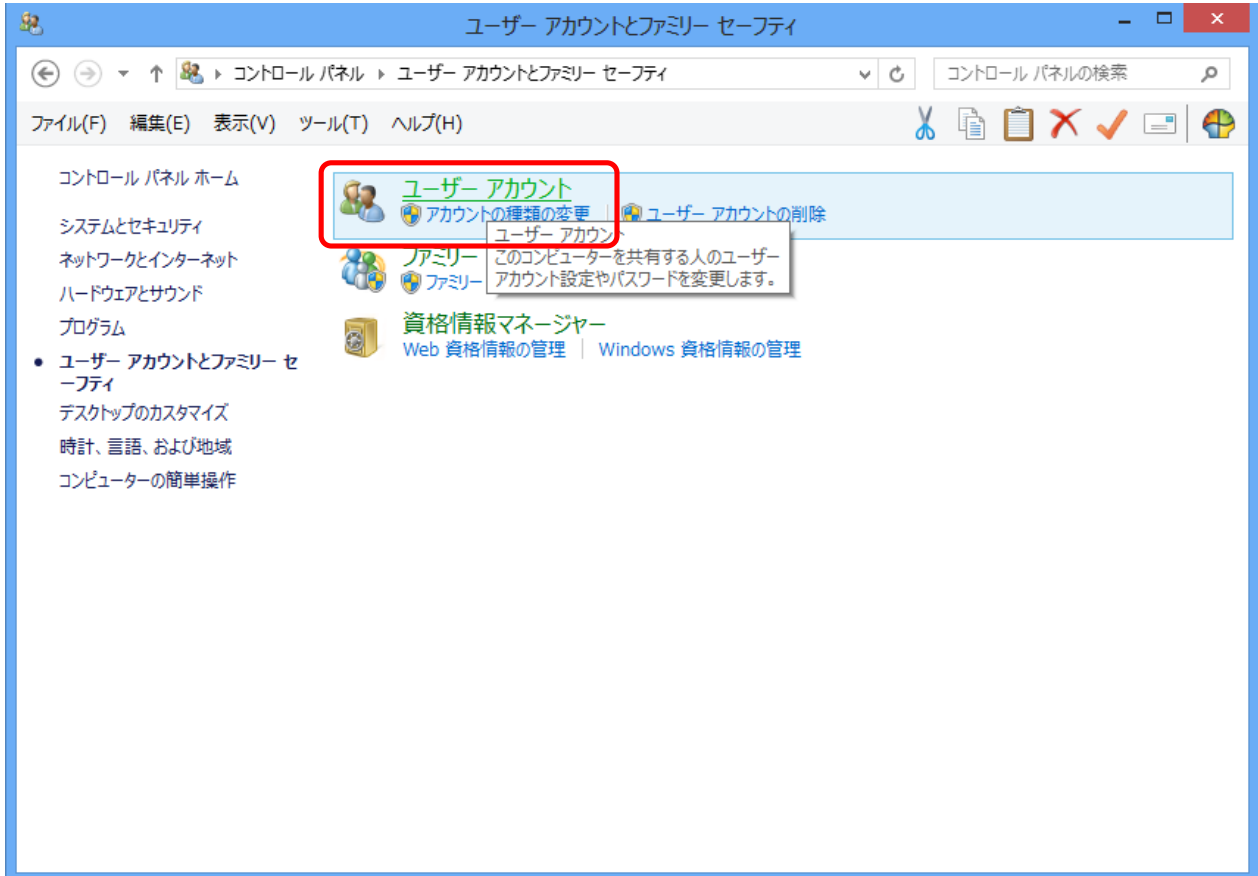 ユーザー アカウントとファミリー セーフティ
コントロール パネル ユーザー アカウントとファミリー セーフティ
コントロール パネルの検索
ファイル(F) 編集(E) 表示(V) ツール(T) ヘルプ(H)
コントロール パネル ホーム
システムとセキュリティ
ネットワークとインターネット
ハードウェアとサウンド
プログラム
ユーザー アカウントとファミリー セ
ーフティ
デスクトップのカスタマイズ
時計、言語、および地域
コンピューターの簡単操作
ユーザー アカウント
アカウントの種類の変更 ユーザー アカウントの削除
ユーザー アカウント
このコンピューターを共有する人のユーザー
アカウント設定やパスワードを変更します。
ファミリー
ファミリー
資格情報マネージャー
Web 資格情報の管理 Windows 資格情報の管理